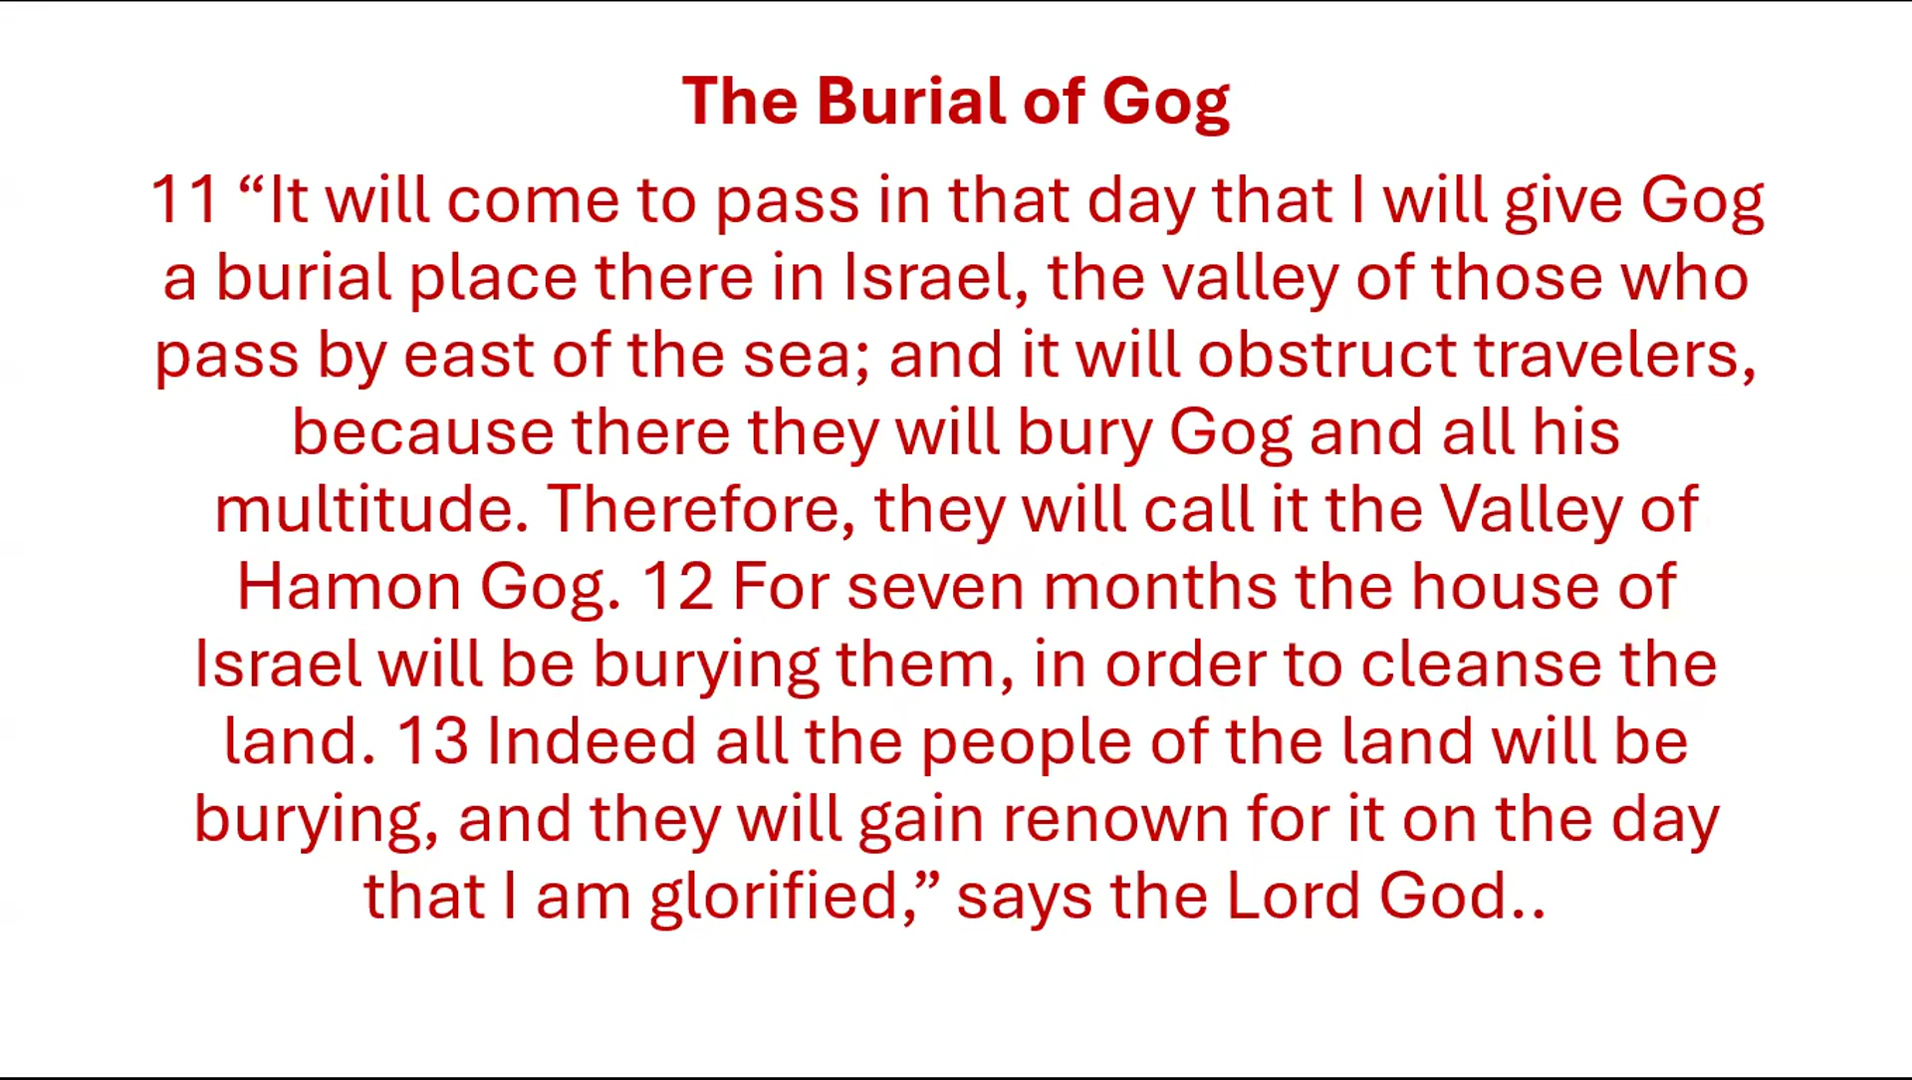 The Burial of Gog
11 “It will come to pass in that day that I will give Gog
a burial place there in Israel, the valley of those who
pass by east of the sea; and it will obstruct travelers,
because there they will bury Gog and all his
multitude. Therefore, they will call it the Valley of
Hamon Gog. 12 For seven months the house of
Israel will be burying them, in order to cleanse the
land. 13 Indeed all the people of the land will be
burying, and they will gain renown for it on the day
that I am glorified,” says the Lord God..